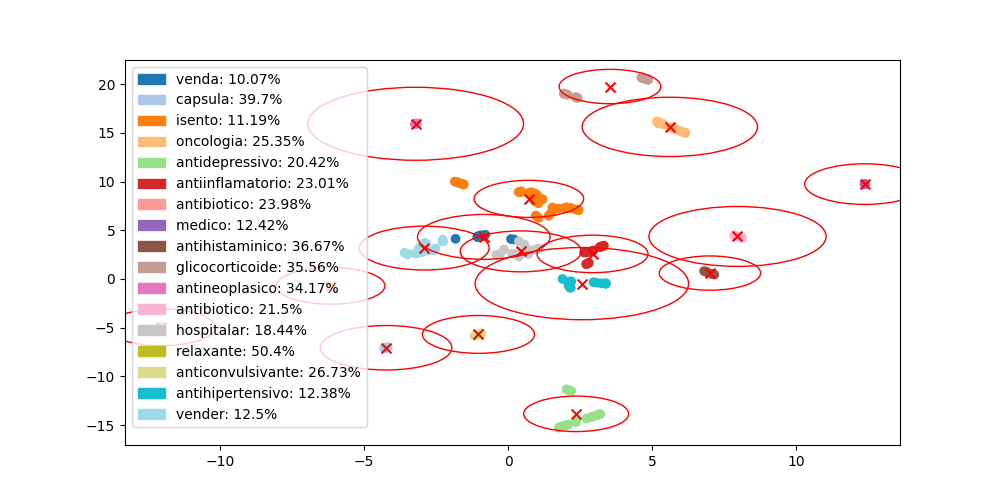 venda: 10.07%
capsula: 39.7%
isento: 11.19%
oncologia: 25.35%
antidepressivo: 20.42%
antiinflamatorio: 23.01%
antibiotico: 23.98%
medico: 12.42%
antihistaminico: 36.67%
glicocorticoide: 35.56%
antineoplasico: 34.17%
antibiotico: 21.5%
hospitalar: 18.44%
relaxante: 50.4%
anticonvulsivante: 26.73%
antihipertensivo: 12.38%
vender: 12.5%
20
15
10
5
0
−5
−10
−15
−10 −5 0 5 10